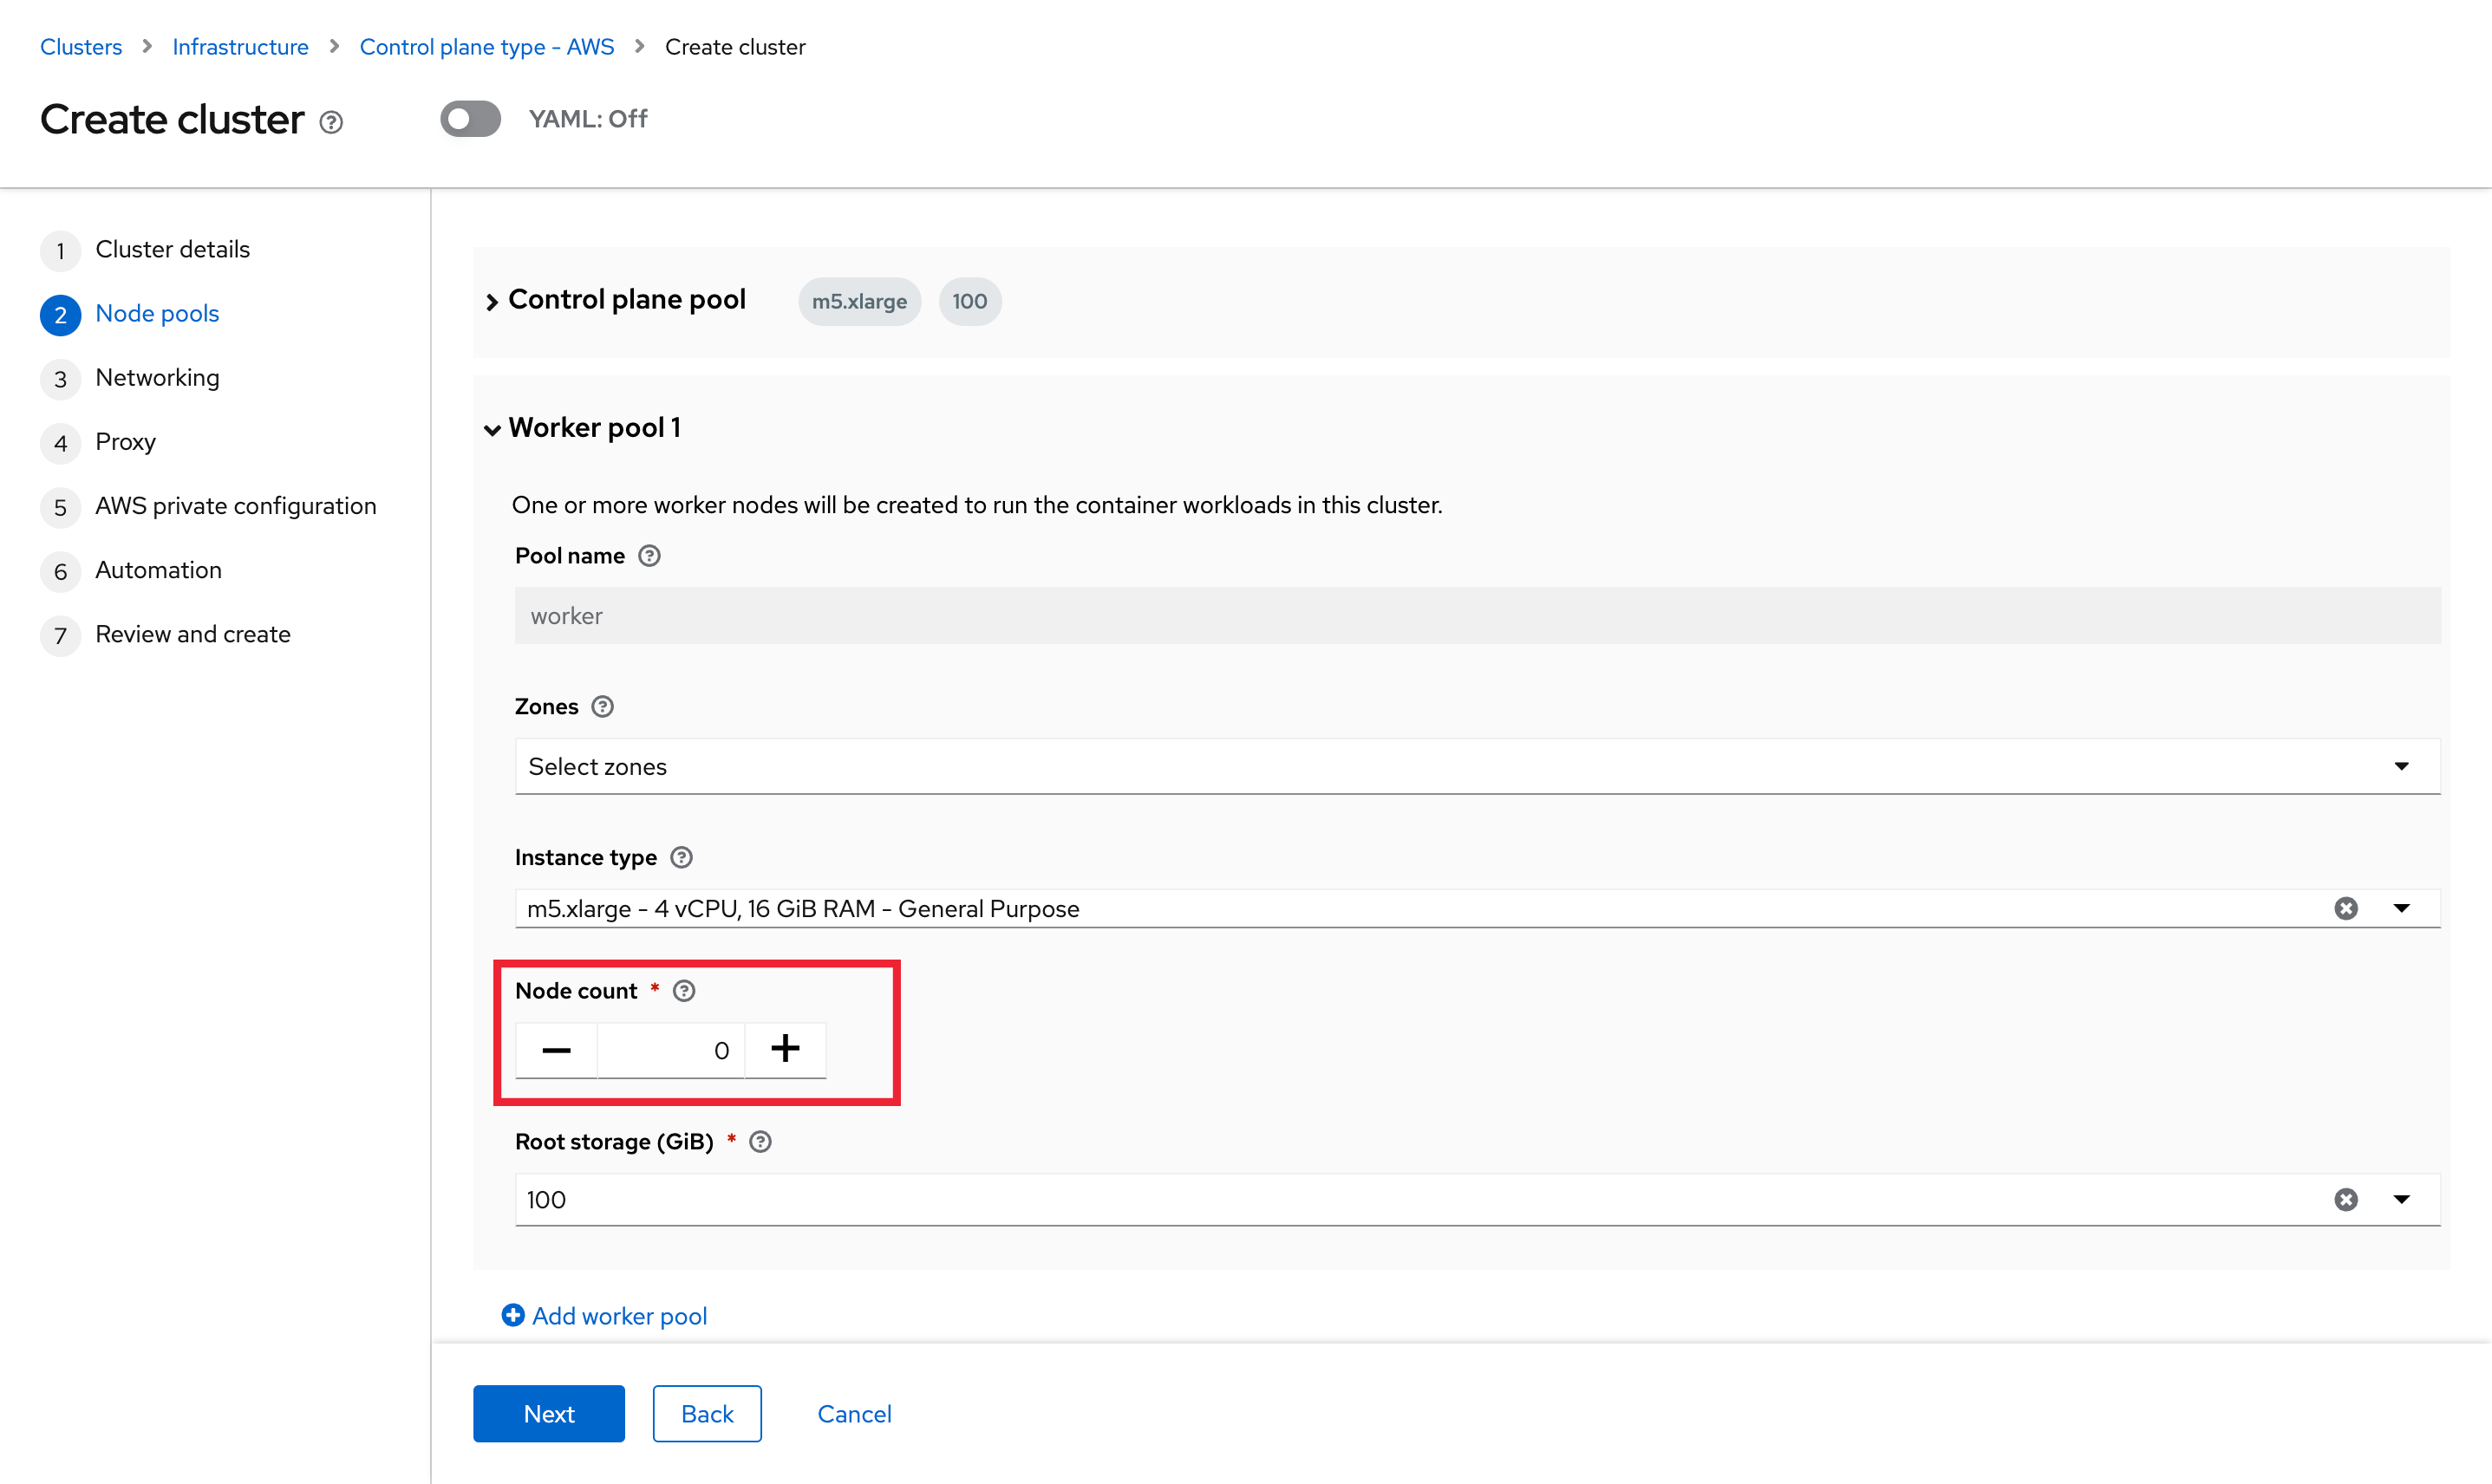 Clusters > Infrastructure > Control plane type - AWS > Create cluster
Create cluster
YAML: Off
1 Cluster details
2 Node pools
3 Networking
4 Proxy
5 AWS private configuration
6 Automation
7 Review and create
Control plane pool m5.xlarge 100
Worker pool 1
One or more worker nodes will be created to run the container workloads in this cluster.
Pool name
worker
Zones
Select zones
Instance type
m5.xlarge - 4 vCPU, 16 GiB RAM - General Purpose
Node count *
0
Root storage (GiB) *
100
Add worker pool
Next Back Cancel